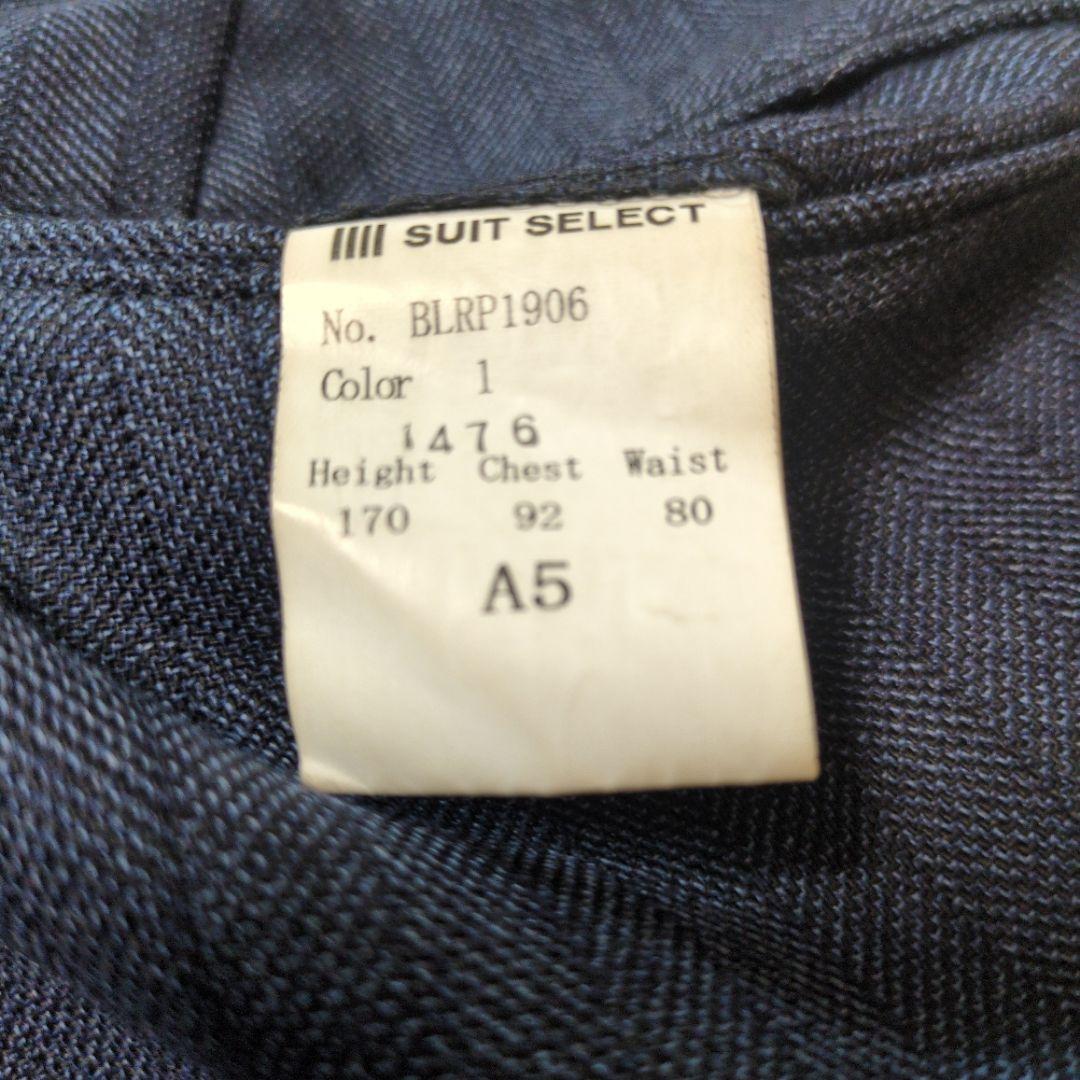 SUIT SELECT
No. BLRP1906
Color 1
1476
Height Chest Waist
170 92 80
A5